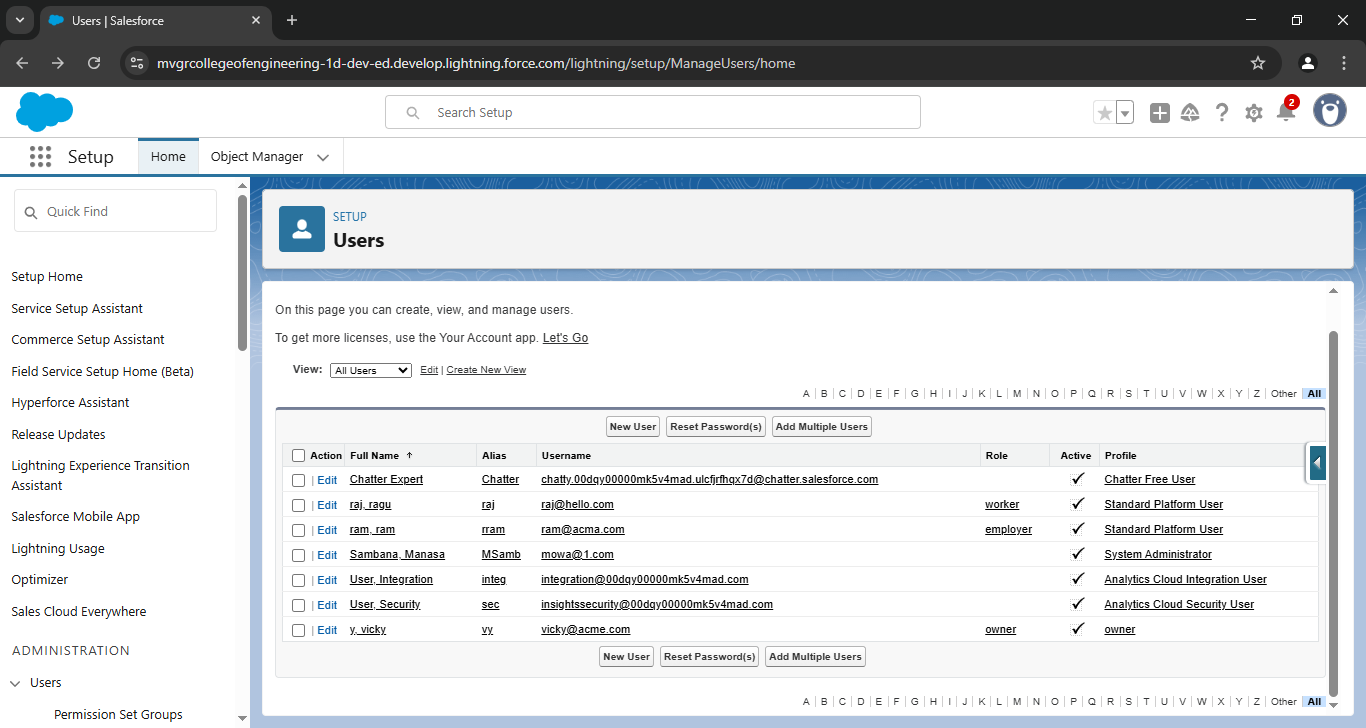 Users | Salesforce
mvgrcollegeofengineering-1d-dev-ed.develop.lightning.force.com/lightning/setup/ManageUsers/home
Search Setup
2
Setup Home Object Manager
Quick Find
Setup Home
Service Setup Assistant
Commerce Setup Assistant
Field Service Setup Home (Beta)
Hyperforce Assistant
Release Updates
Lightning Experience Transition
Assistant
Salesforce Mobile App
Lightning Usage
Optimizer
Sales Cloud Everywhere
ADMINISTRATION
Users
Permission Set Groups
SETUP
Users
On this page you can create, view, and manage users.
To get more licenses, use the Your Account app. Let's Go
View: All Users Edit | Create New View
A | B | C | D | E | F | G | H | I | J | K | L | M | N | O | P | Q | R | S | T | U | V | W | X | Y | Z | Other All
New User Reset Password(s) Add Multiple Users
Action Full Name ↑ Alias Username Role Active Profile
| Edit Chatter Expert Chatter chatty.00dqy00000mk5v4mad.ulcfjrfhqx7d@chatter.salesforce.com ✓ Chatter Free User
| Edit raj, ragu raj raj@hello.com worker ✓ Standard Platform User
| Edit ram, ram rram ram@acma.com employer ✓ Standard Platform User
| Edit Sambana, Manasa MSamb mowa@1.com ✓ System Administrator
| Edit User, Integration integ integration@00dqy00000mk5v4mad.com ✓ Analytics Cloud Integration User
| Edit User, Security sec insightssecurity@00dqy00000mk5v4mad.com ✓ Analytics Cloud Security User
| Edit y, vicky vy vicky@acme.com owner ✓ owner
New User Reset Password(s) Add Multiple Users
A | B | C | D | E | F | G | H | I | J | K | L | M | N | O | P | Q | R | S | T | U | V | W | X | Y | Z | Other All